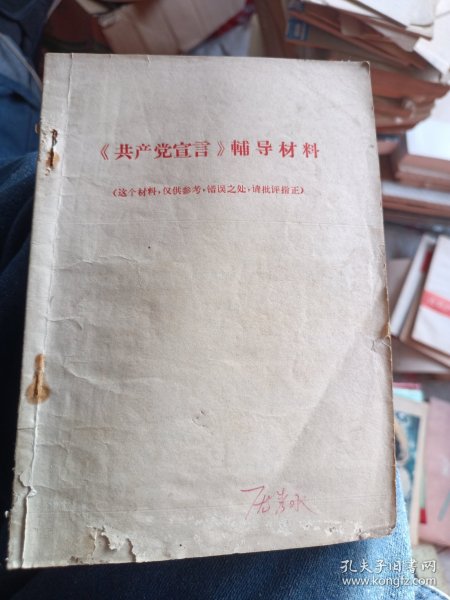 《共产党宣言》輔导材料
(这个材料,仅供参考,错误之处,请批评指正)
孔夫子旧书网
www.kongfz.com